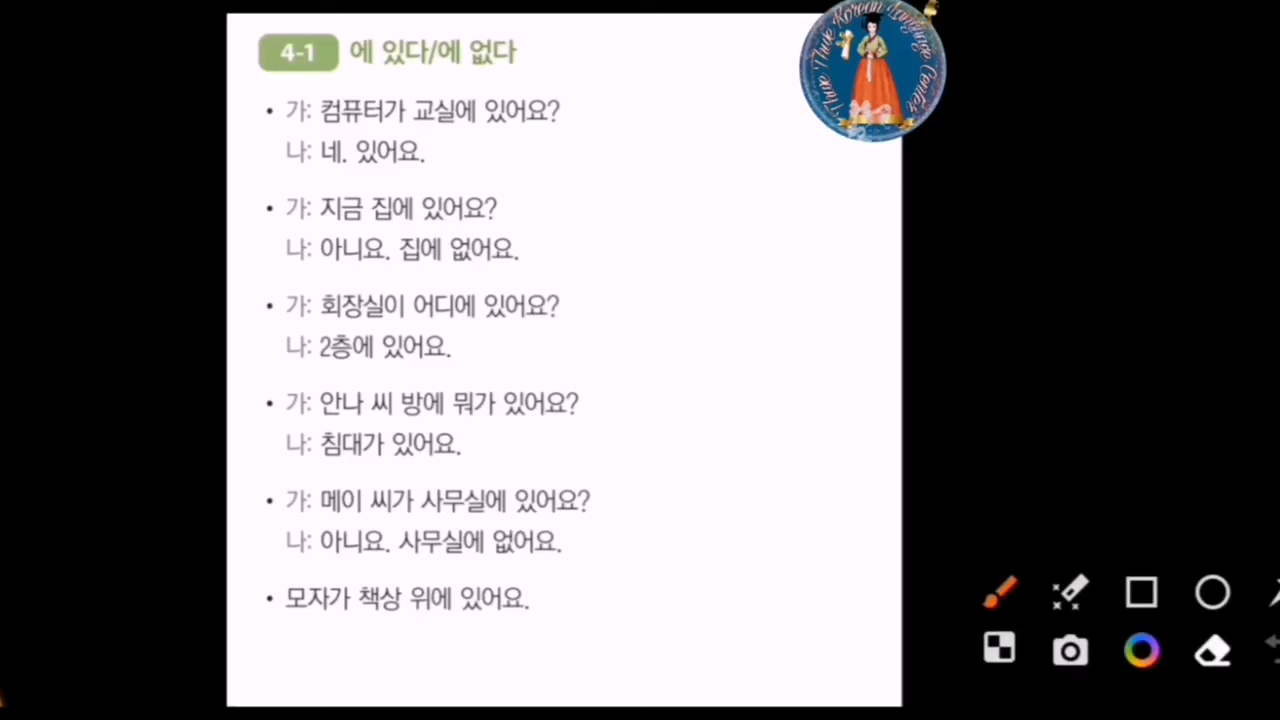 4-1 에 있다/에 없다
Thuwe Thuwe Korean Language Center
• 가: 컴퓨터가 교실에 있어요?
나: 네. 있어요.
• 가: 지금 집에 있어요?
나: 아니요. 집에 없어요.
• 가: 회장실이 어디에 있어요?
나: 2층에 있어요.
• 가: 안나 씨 방에 뭐가 있어요?
나: 침대가 있어요.
• 가: 메이 씨가 사무실에 있어요?
나: 아니요. 사무실에 없어요.
• 모자가 책상 위에 있어요.